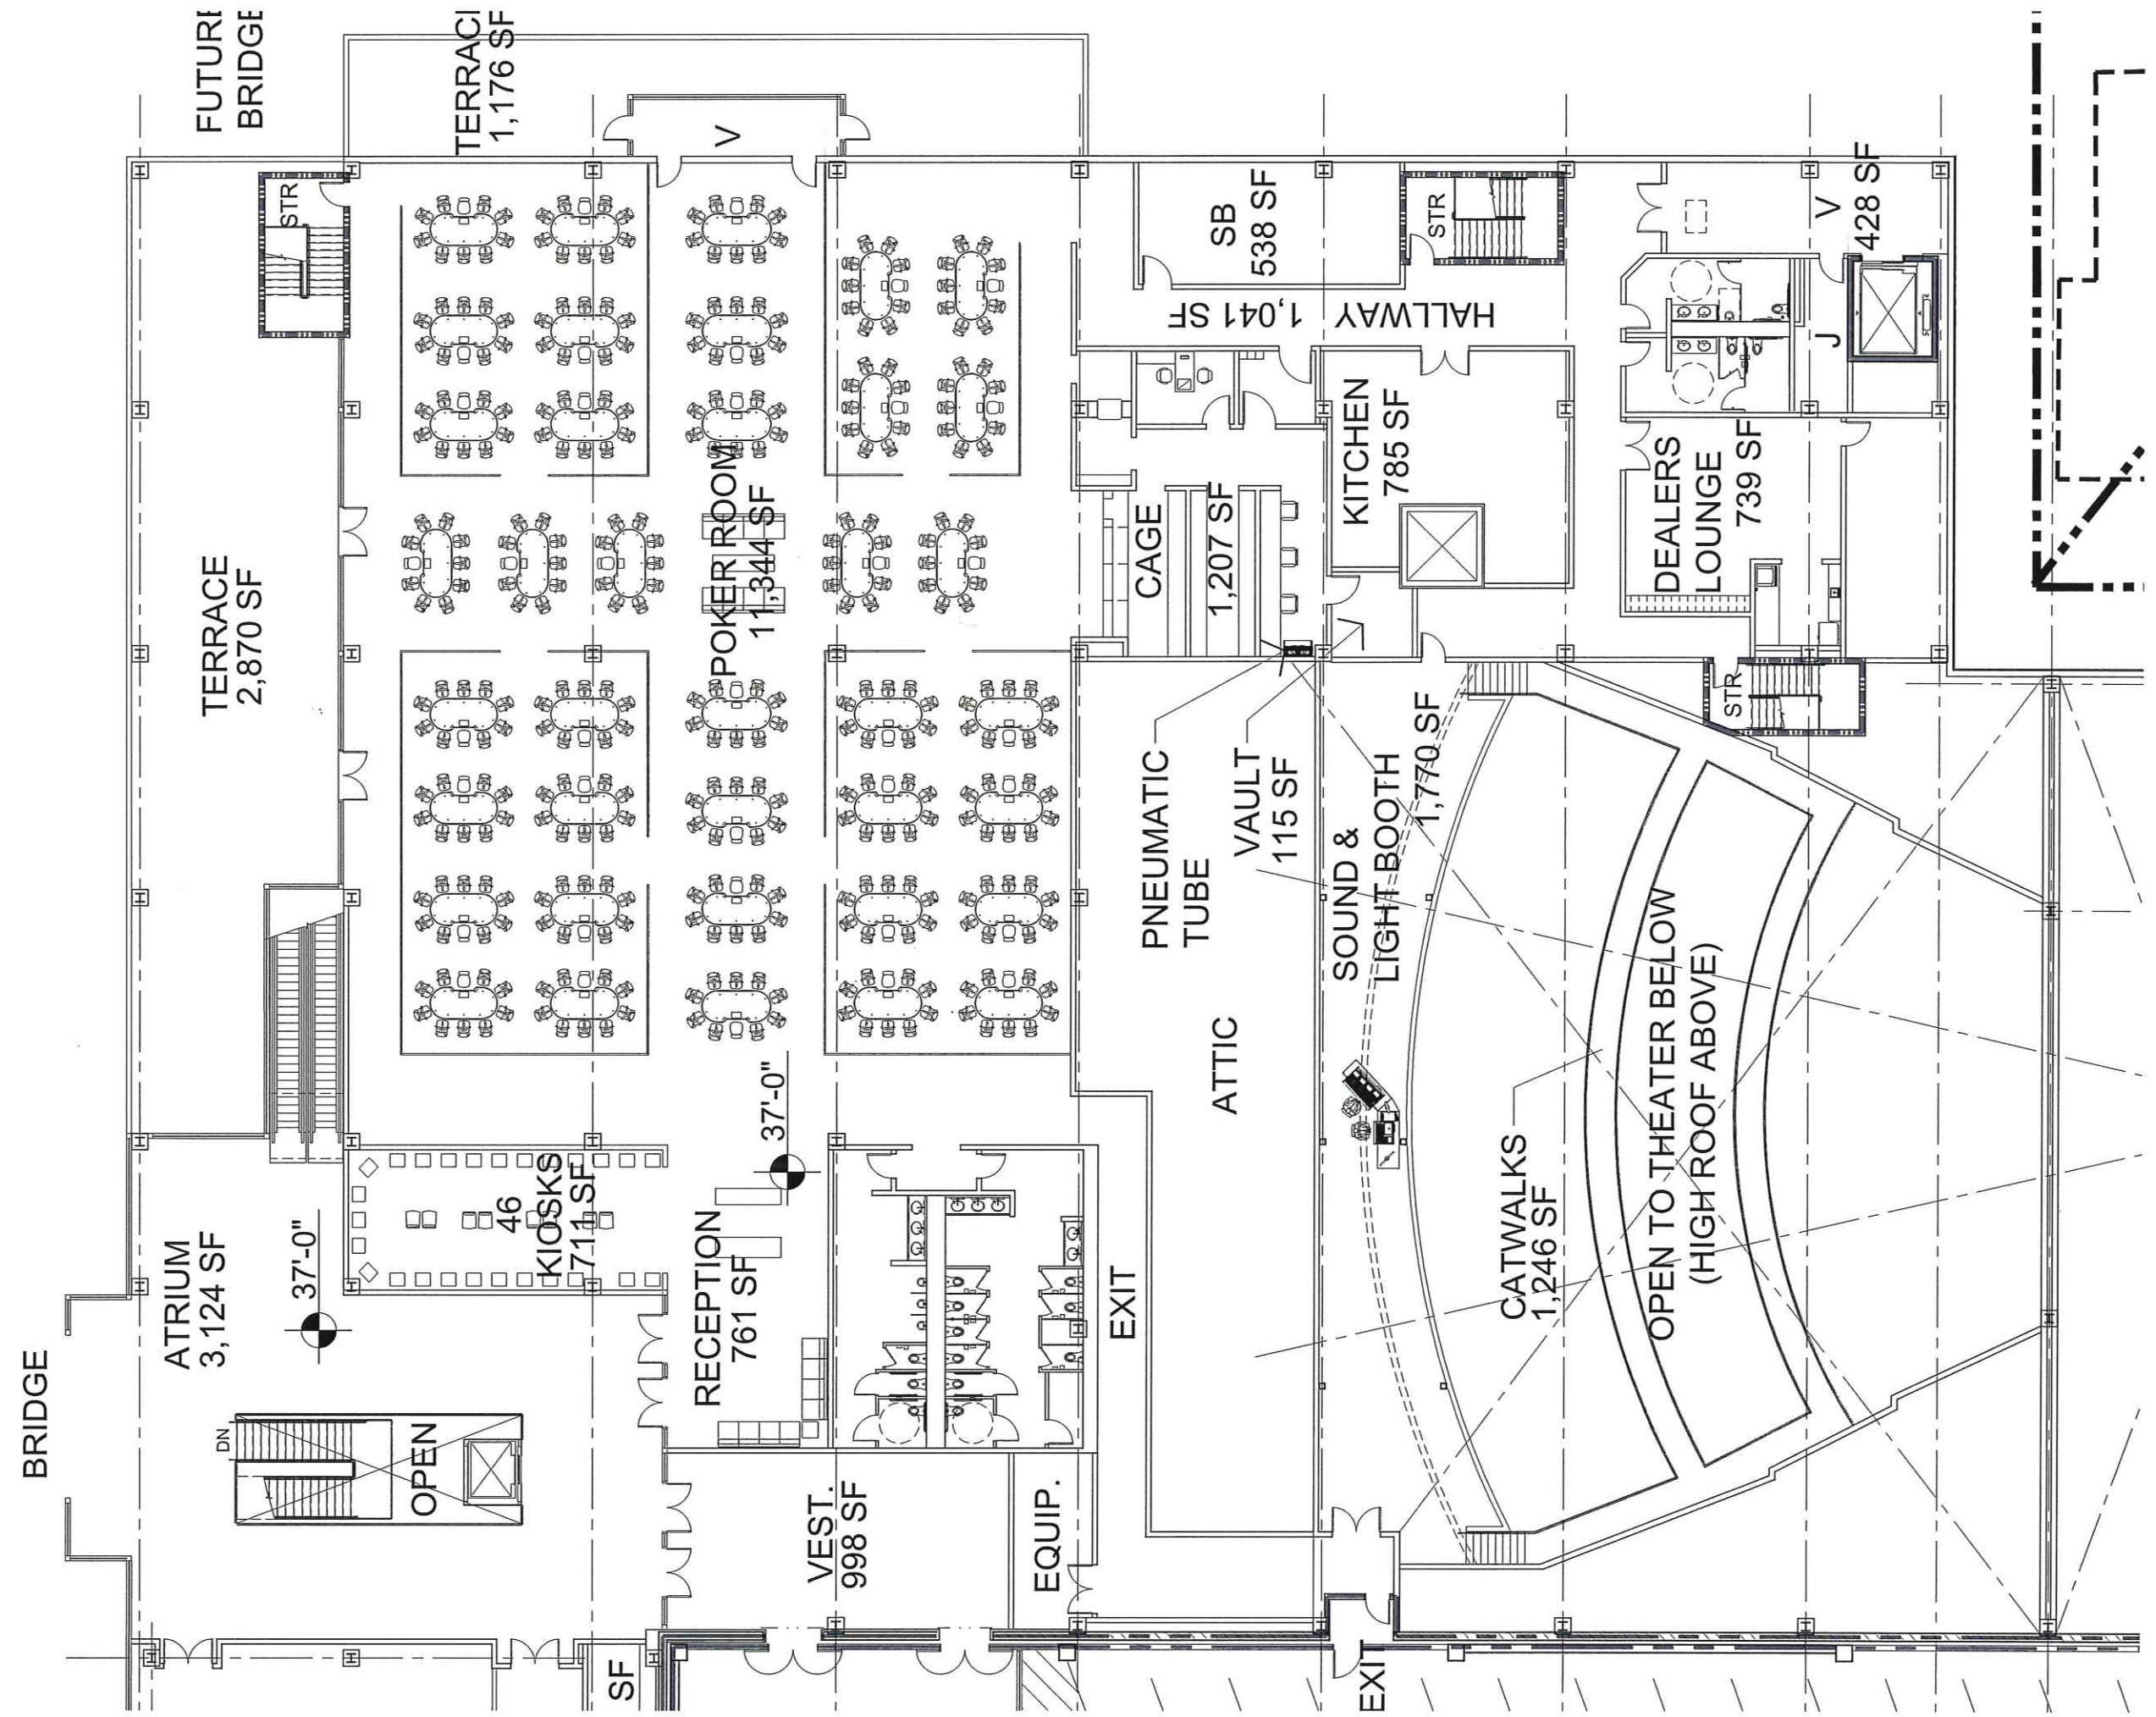 FUTURE
BRIDGE
TERRACE
1,176 SF
V
STR
SB
538 SF
STR
V
428 SF
HALLWAY 1,041 SF
J
TERRACE
2,870 SF
POKER ROOM
11,344 SF
CAGE
1,207 SF
KITCHEN
785 SF
DEALERS
LOUNGE
739 SF
STR
PNEUMATIC
TUBE
VAULT
115 SF
SOUND &
LIGHT BOOTH
1,770 SF
ATTIC
OPEN TO THEATER BELOW
(HIGH ROOF ABOVE)
CATWALKS
1,246 SF
37'-0"
46
KIOSKS
711 SF
ATRIUM
3,124 SF
37'-0"
RECEPTION
761 SF
EXIT
BRIDGE
DN
OPEN
VEST.
998 SF
EQUIP.
SF
EXIT